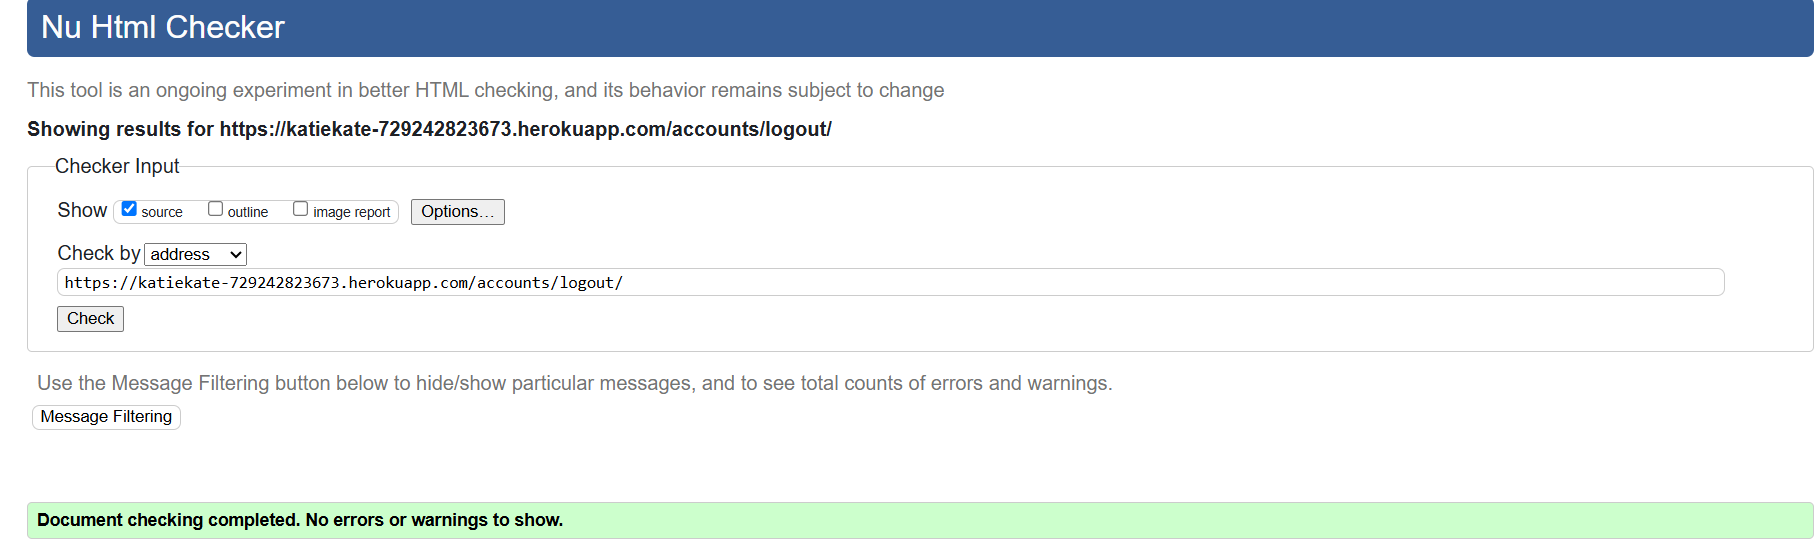 Nu Html Checker
This tool is an ongoing experiment in better HTML checking, and its behavior remains subject to change
Showing results for https://katiekate-729242823673.herokuapp.com/accounts/logout/
Checker Input
Show source outline image report Options...
Check by address
https://katiekate-729242823673.herokuapp.com/accounts/logout/
Check
Use the Message Filtering button below to hide/show particular messages, and to see total counts of errors and warnings.
Message Filtering
Document checking completed. No errors or warnings to show.